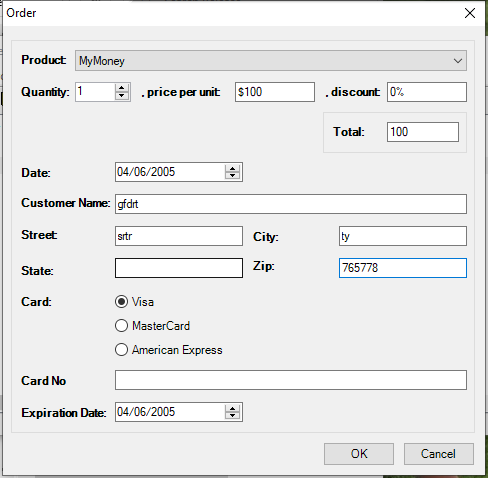 Order
Product: MyMoney
Quantity: 1 , price per unit: $100 , discount: 0%
Total: 100
Date: 04/06/2005
Customer Name: gfdrt
Street: srtr City: ty
State: Zip: 765778
Card: Visa
MasterCard
American Express
Card No
Expiration Date: 04/06/2005
OK Cancel